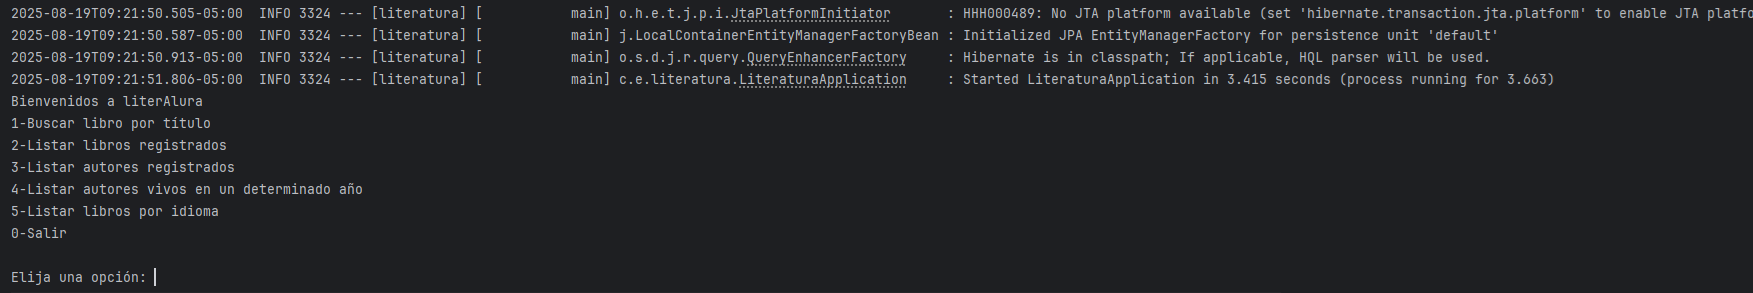 2025-08-19T09:21:50.505-05:00  INFO 3324 --- [literatura] [           main] o.h.e.t.j.p.i.JtaPlatformInitiator       : HHH000489: No JTA platform available (set 'hibernate.transaction.jta.platform' to enable JTA platfo
2025-08-19T09:21:50.587-05:00  INFO 3324 --- [literatura] [           main] j.LocalContainerEntityManagerFactoryBean : Initialized JPA EntityManagerFactory for persistence unit 'default'
2025-08-19T09:21:50.913-05:00  INFO 3324 --- [literatura] [           main] o.s.d.j.r.query.QueryEnhancerFactory     : Hibernate is in classpath; If applicable, HQL parser will be used.
2025-08-19T09:21:51.806-05:00  INFO 3324 --- [literatura] [           main] c.e.literatura.LiteraturaApplication     : Started LiteraturaApplication in 3.415 seconds (process running for 3.663)
Bienvenidos a literAlura
1-Buscar libro por título
2-Listar libros registrados
3-Listar autores registrados
4-Listar autores vivos en un determinado año
5-Listar libros por idioma
0-Salir
Elija una opción: